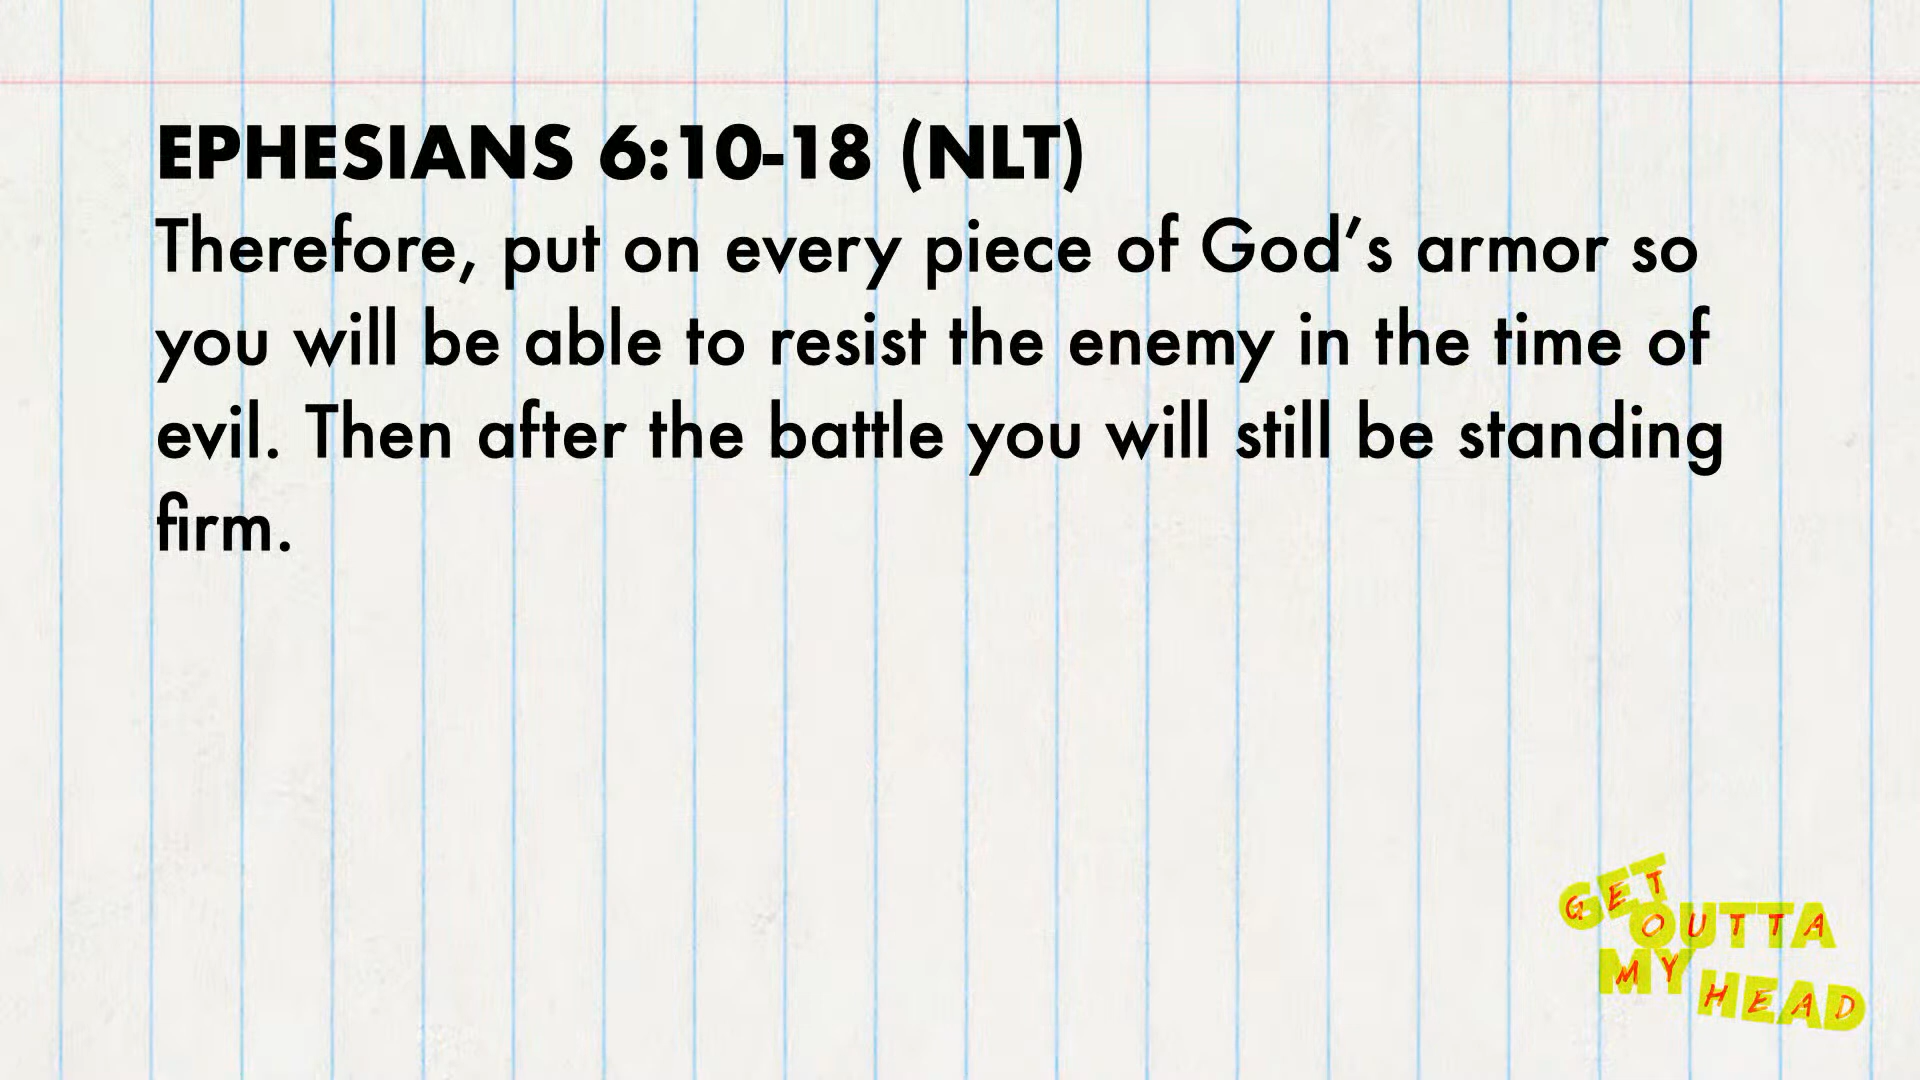 EPHESIANS 6:10-18 (NLT)
Therefore, put on every piece of God’s armor so
you will be able to resist the enemy in the time of
evil. Then after the battle you will still be standing
firm.
GET
OUTTA
MY HEAD